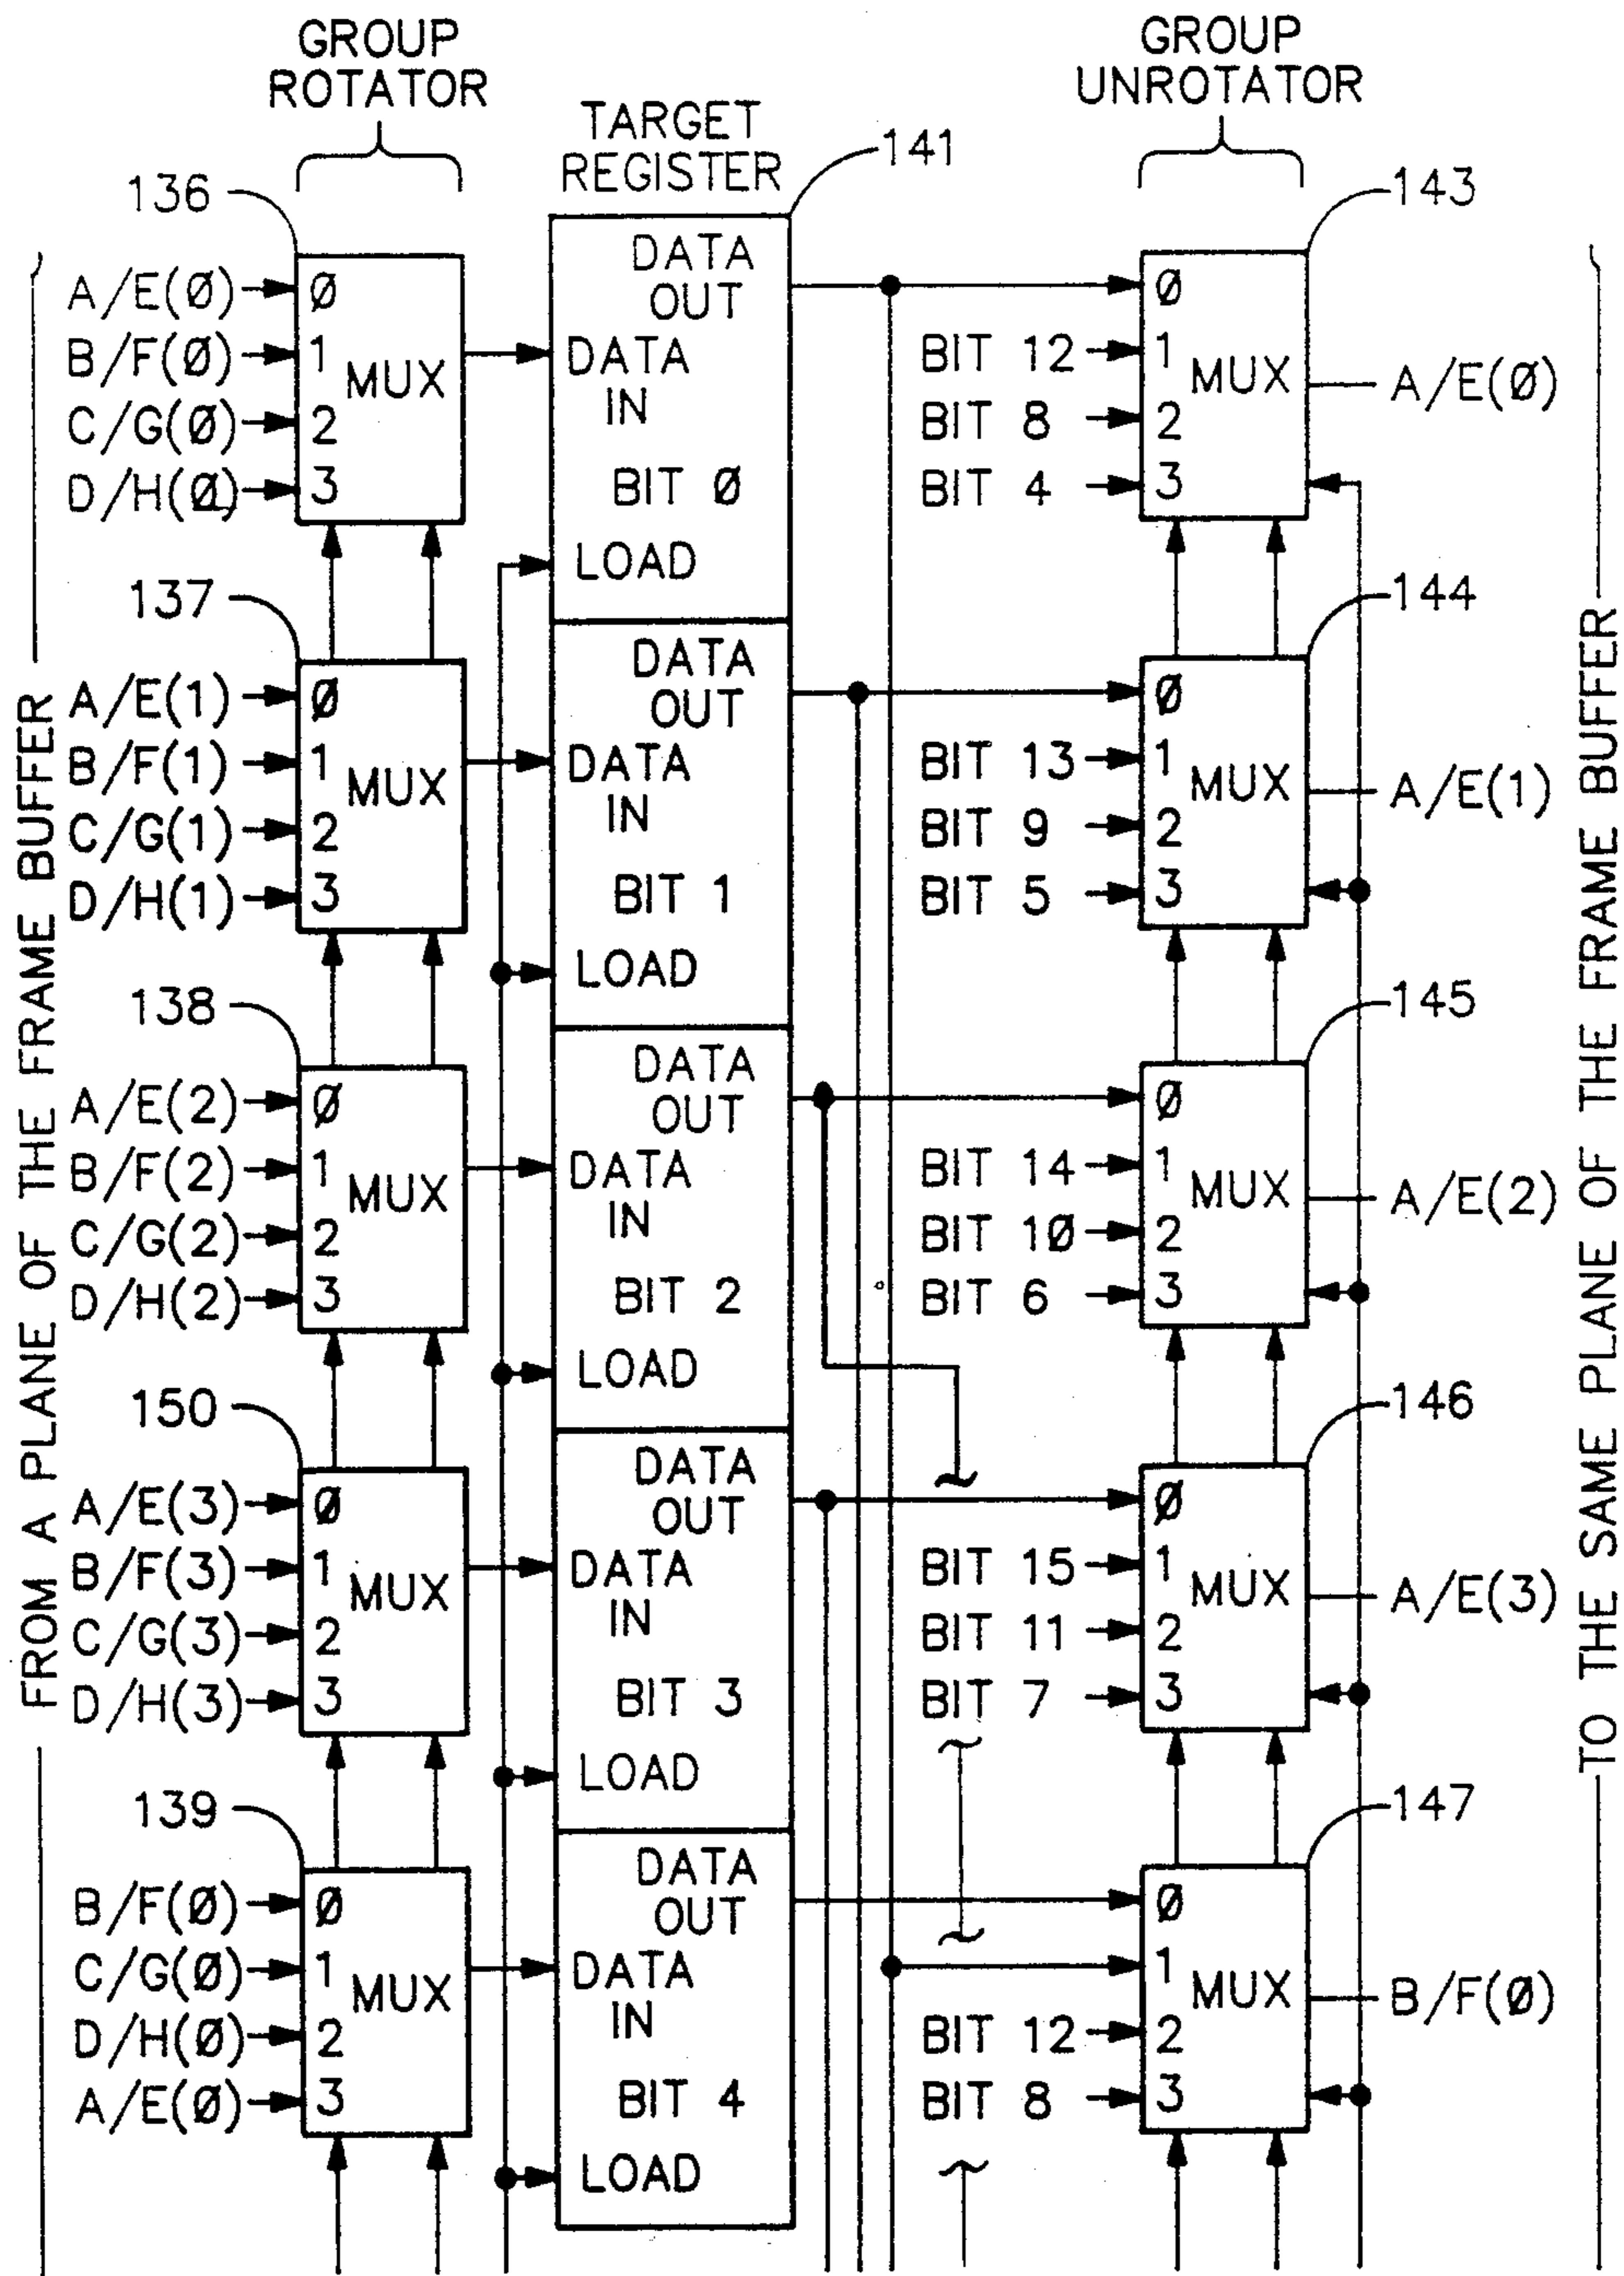 GROUP
ROTATOR
GROUP
UNROTATOR
TARGET
REGISTER
141
136
143
FROM A PLANE OF THE FRAME BUFFER
TO THE SAME PLANE OF THE FRAME BUFFER
A/E(Ø) Ø
B/F(Ø) 1
C/G(Ø) 2
D/H(Ø) 3
MUX
DATA
OUT
DATA
IN
BIT Ø
LOAD
Ø
BIT 12 1
BIT 8 2
BIT 4 3
MUX
A/E(Ø)
137
144
A/E(1) Ø
B/F(1) 1
C/G(1) 2
D/H(1) 3
MUX
DATA
OUT
DATA
IN
BIT 1
LOAD
Ø
BIT 13 1
BIT 9 2
BIT 5 3
MUX
A/E(1)
138
145
A/E(2) Ø
B/F(2) 1
C/G(2) 2
D/H(2) 3
MUX
DATA
OUT
DATA
IN
BIT 2
LOAD
Ø
BIT 14 1
BIT 1Ø 2
BIT 6 3
MUX
A/E(2)
150
146
A/E(3) Ø
B/F(3) 1
C/G(3) 2
D/H(3) 3
MUX
DATA
OUT
DATA
IN
BIT 3
LOAD
Ø
BIT 15 1
BIT 11 2
BIT 7 3
MUX
A/E(3)
139
147
B/F(Ø) Ø
C/G(Ø) 1
D/H(Ø) 2
A/E(Ø) 3
MUX
DATA
OUT
DATA
IN
BIT 4
LOAD
Ø
1
BIT 12 2
BIT 8 3
MUX
B/F(Ø)